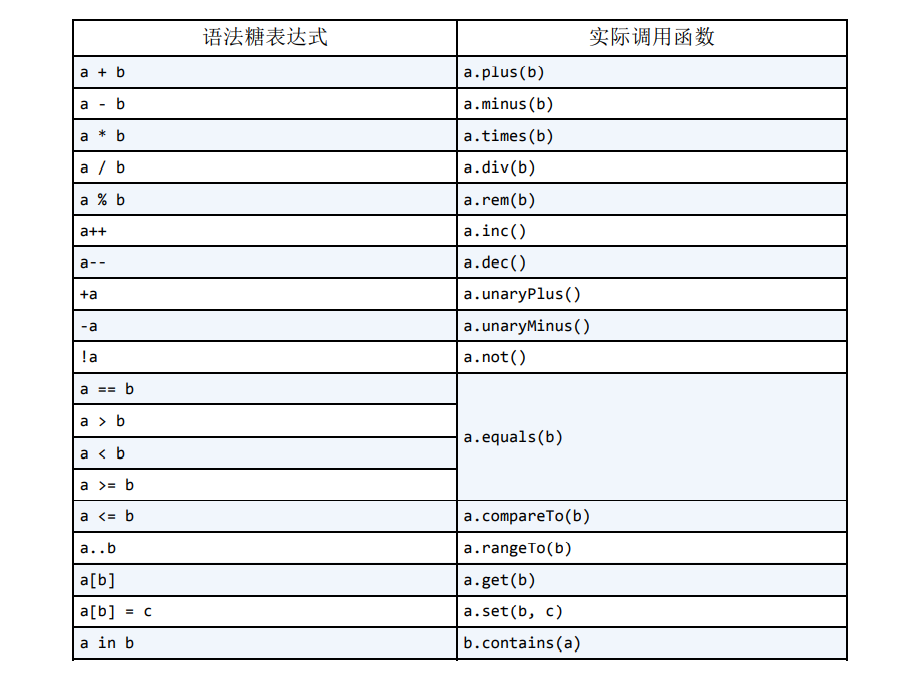 语法糖表达式 实际调用函数
a + b a.plus(b)
a - b a.minus(b)
a * b a.times(b)
a / b a.div(b)
a % b a.rem(b)
a++ a.inc()
a-- a.dec()
+a a.unaryPlus()
-a a.unaryMinus()
!a a.not()
a == b
a > b
a.equals(b)
a < b
a >= b
a <= b a.compareTo(b)
a..b a.rangeTo(b)
a[b] a.get(b)
a[b] = c a.set(b, c)
a in b b.contains(a)